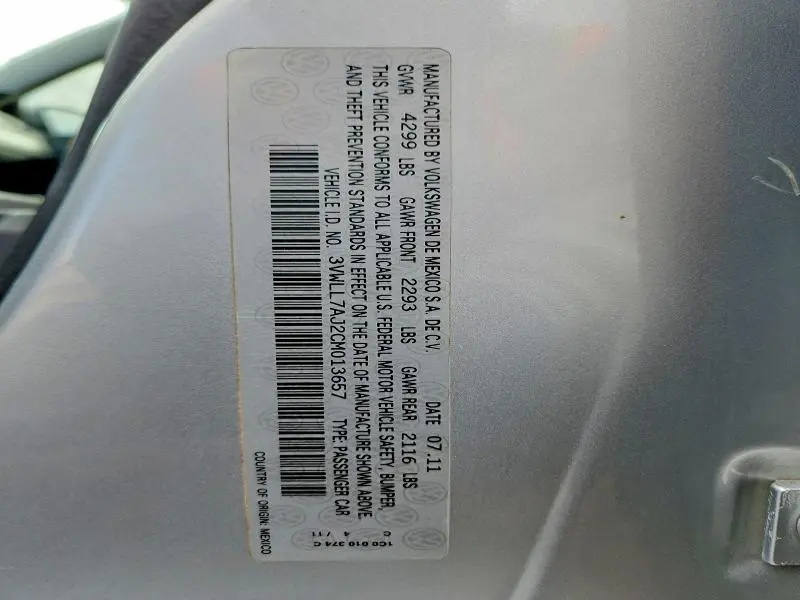 MANUFACTURED BY VOLKSWAGEN DE MEXICO S.A. DE C.V. DATE 07.11
GVWR 4299 LBS GAWR FRONT 2293 LBS GAWR REAR 2116 LBS
THIS VEHICLE CONFORMS TO ALL APPLICABLE U.S. FEDERAL MOTOR VEHICLE SAFETY, BUMPER,
AND THEFT PREVENTION STANDARDS IN EFFECT ON THE DATE OF MANUFACTURE SHOWN ABOVE.
VEHICLE I.D. NO. 3VWLL7AJ2CM013657 TYPE: PASSENGER CAR
COUNTRY OF ORIGIN: MEXICO
1C0 010 374 C